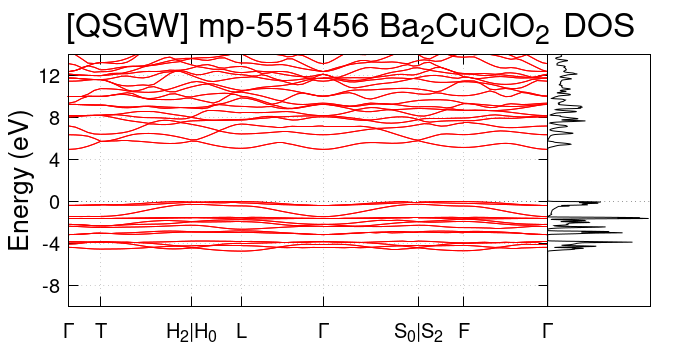 [QSGW] mp-551456 Ba₂CuClO₂ DOS
Energy (eV)
12
8
4
0
-4
-8
Γ T H₂|H₀ L Γ S₀|S₂ F Γ